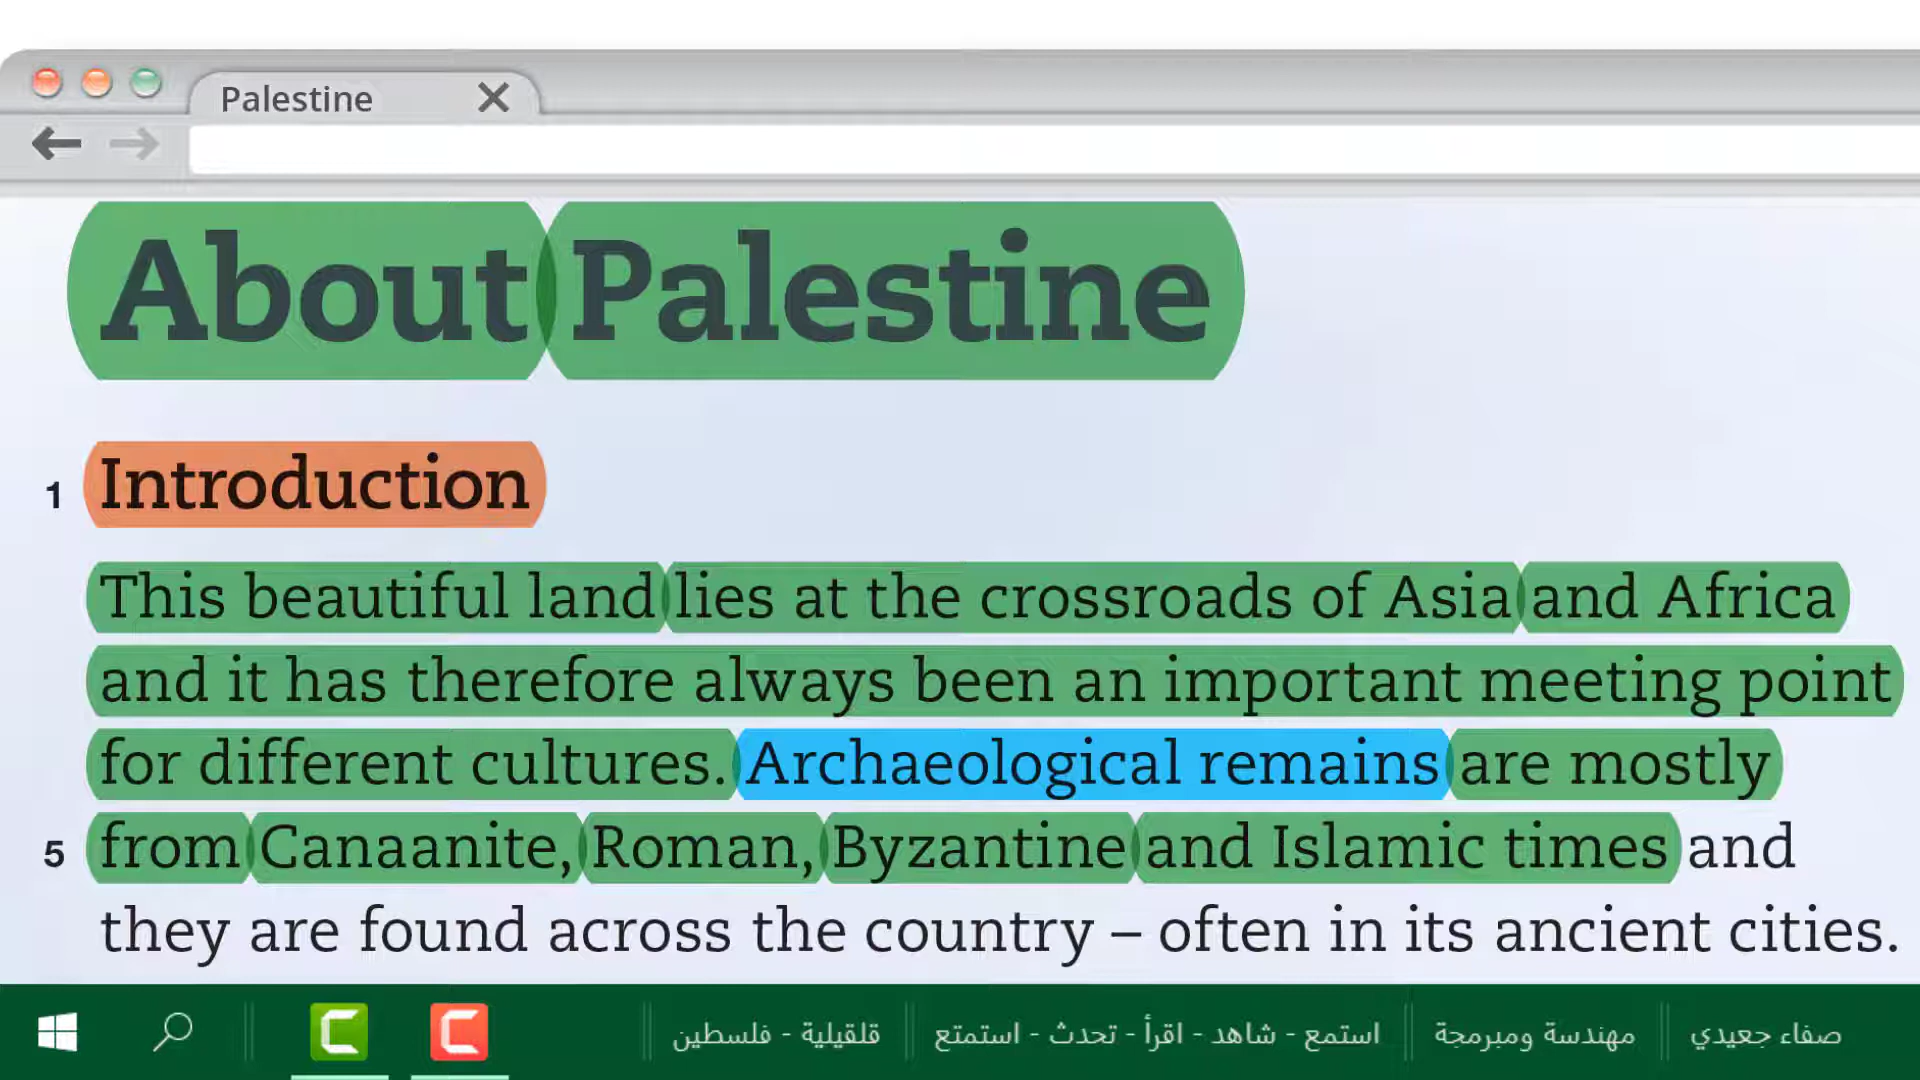 Palestine
About Palestine
1 Introduction
This beautiful land lies at the crossroads of Asia and Africa
and it has therefore always been an important meeting point
for different cultures. Archaeological remains are mostly
5 from Canaanite, Roman, Byzantine and Islamic times and
they are found across the country – often in its ancient cities.
صفاء جعيدي مهندسة ومبرمجة استمع - شاهد - اقرأ - تحدث - استمتع قلقيلية - فلسطين